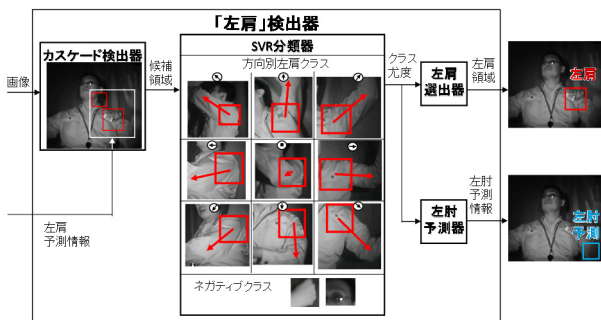 「左肩」検出器
カスケード検出器
画像
候補
領域
SVR分類器
方向別左肩クラス
ネガティブクラス
クラス
尤度
左肩
選出器
左肩
領域
左肩
左肘
予測器
左肘
予測
情報
左肘
予測
左肩
予測情報